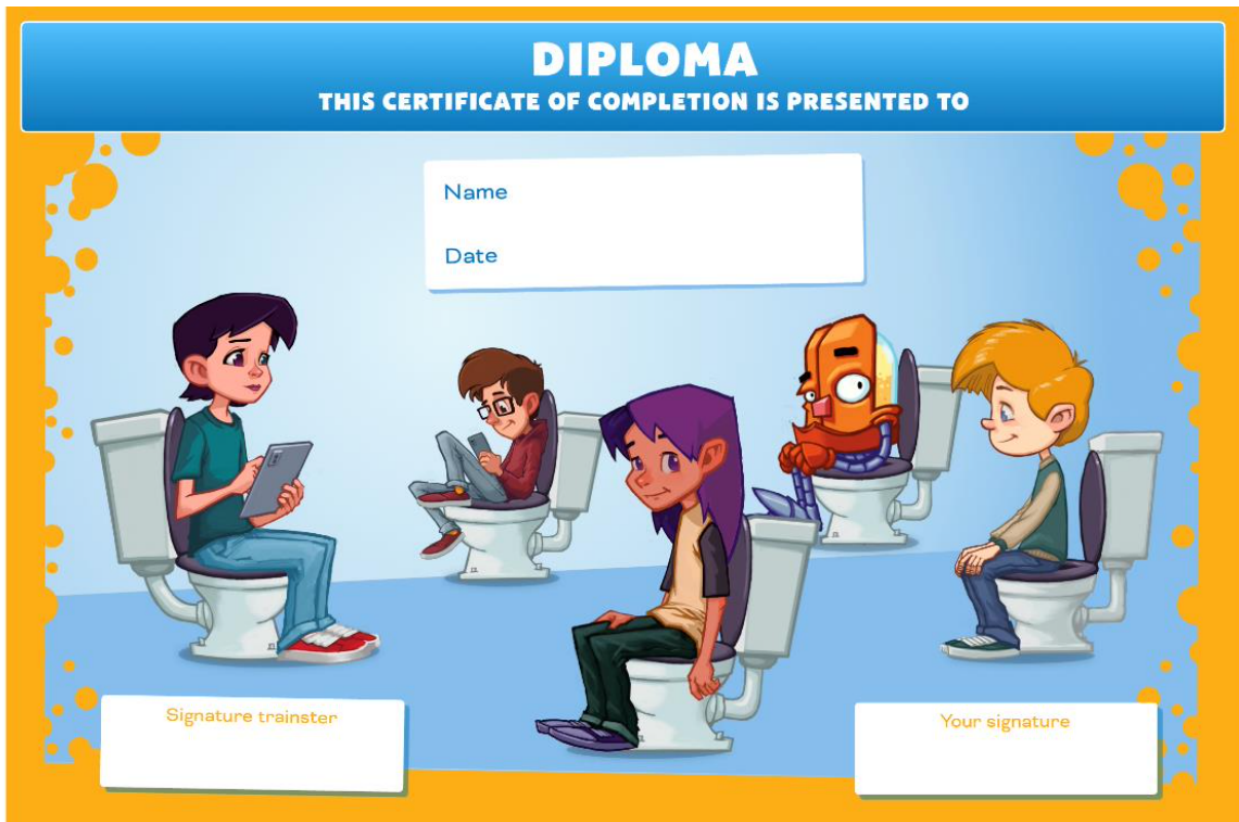 DIPLOMA
THIS CERTIFICATE OF COMPLETION IS PRESENTED TO
Name
Date
Signature trainster
Your signature